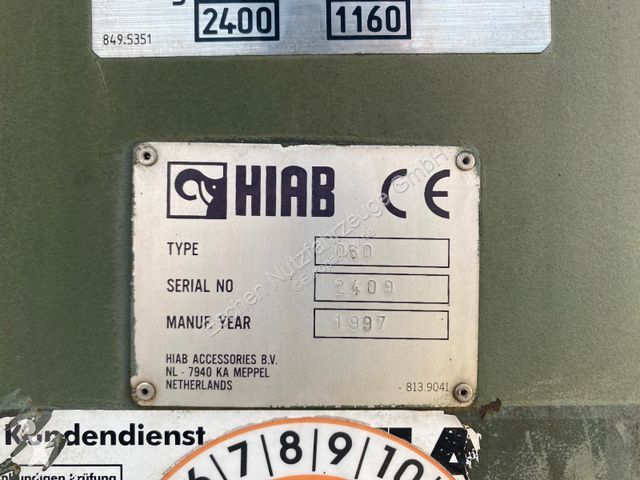 2400 1160
849.5351
HIAB CE
TYPE
SERIAL NO 2409
MANUF. YEAR 1997
HIAB ACCESSORIES B.V.
NL - 7940 KA MEPPEL
NETHERLANDS
813.9041
Kundendienst
6 7 8 9 10
Prüfung